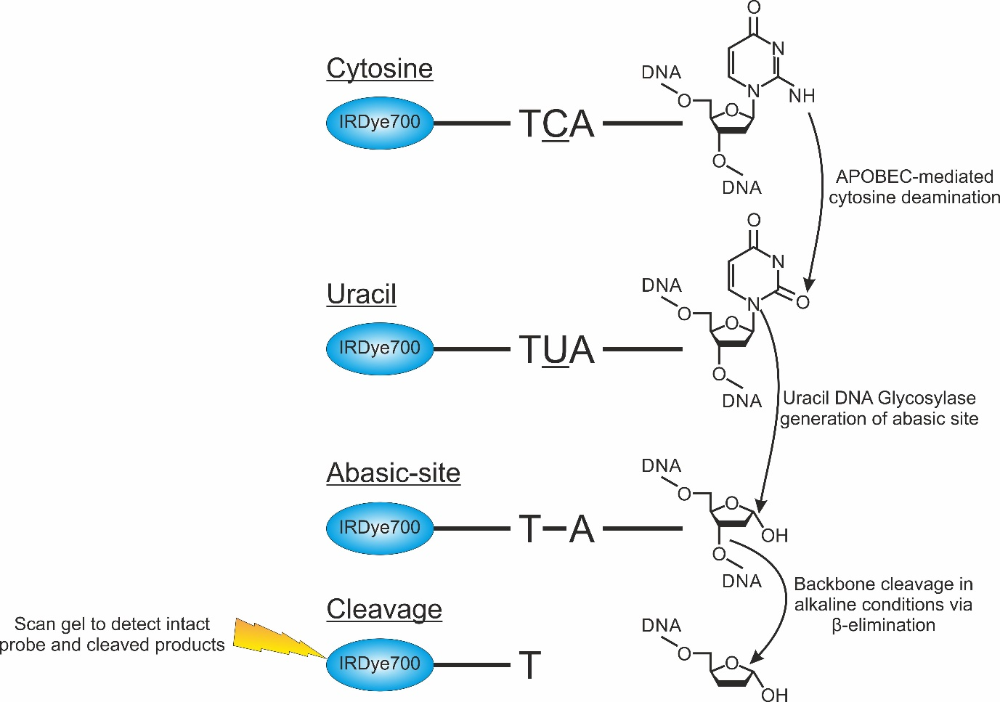 Cytosine
IRDye700
TCA
O
N
N
NH
DNA
O
O
O
DNA
APOBEC-mediated
cytosine deamination
Uracil
IRDye700
TUA
O
N
N
O
DNA
O
O
O
DNA
Uracil DNA Glycosylase
generation of abasic site
Abasic-site
IRDye700
T-A
DNA
O
O
OH
O
DNA
Backbone cleavage in
alkaline conditions via
β-elimination
Cleavage
Scan gel to detect intact
probe and cleaved products
IRDye700
T
DNA
O
O
OH